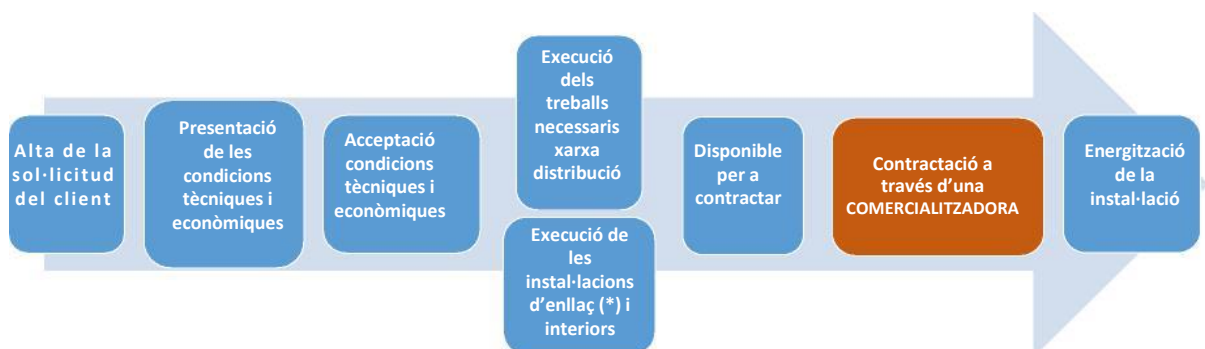 Alta de la
sol·licitud
del client
Presentació
de les
condicions
tècniques i
econòmiques
Acceptació
condicions
tècniques i
econòmiques
Execució
dels
treballs
necessaris
xarxa
distribució
Execució de
les
instal·lacions
d'enllaç (*) i
interiors
Disponible
per a
contractar
Contractació a
través d'una
COMERCIALITZADORA
Energització
de la
instal·lació